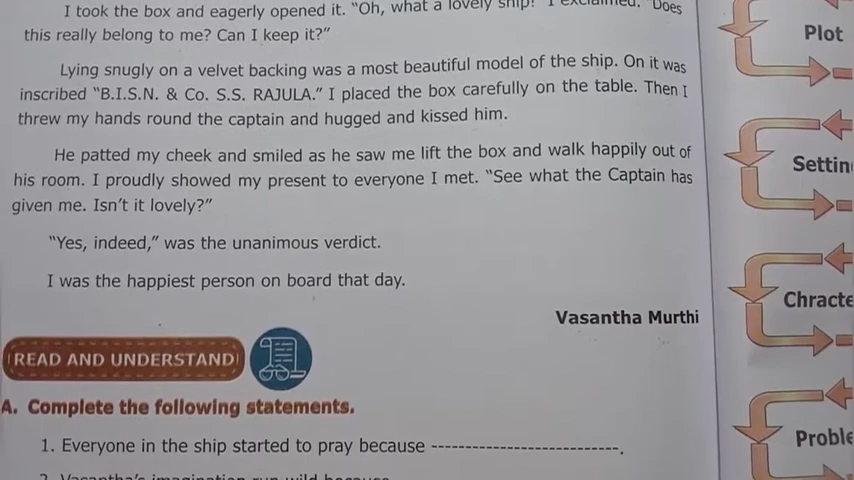 I took the box and eagerly opened it. "Oh, what a lovely ship!" I exclaimed. "Does
this really belong to me? Can I keep it?"
Lying snugly on a velvet backing was a most beautiful model of the ship. On it was
inscribed "B.I.S.N. & Co. S.S. RAJULA." I placed the box carefully on the table. Then I
threw my hands round the captain and hugged and kissed him.
He patted my cheek and smiled as he saw me lift the box and walk happily out of
his room. I proudly showed my present to everyone I met. "See what the Captain has
given me. Isn't it lovely?"
"Yes, indeed," was the unanimous verdict.
I was the happiest person on board that day.
Vasantha Murthi
READ AND UNDERSTAND
A. Complete the following statements.
1. Everyone in the ship started to pray because ----------------------------.
2. Vasantha's imagination run wild because
Plot
Settin
Chracte
Proble